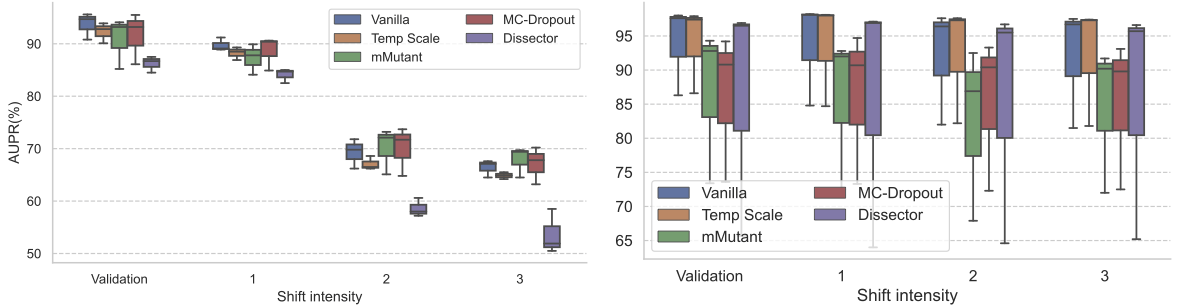 AUPR(%)
90
80
70
60
50
Vanilla
Temp Scale
mMutant
MC-Dropout
Dissector
Validation 1 2 3
Shift intensity
95
90
85
80
75
70
65
Vanilla
Temp Scale
mMutant
MC-Dropout
Dissector
Validation 1 2 3
Shift intensity